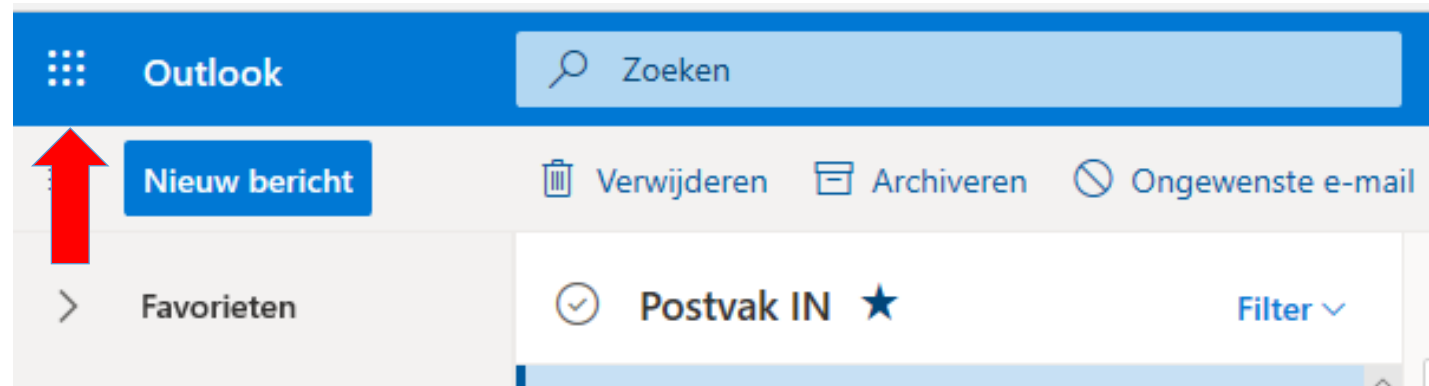 Outlook
Zoeken
Nieuw bericht
Verwijderen
Archiveren
Ongewenste e-mail
Favorieten
Postvak IN
Filter